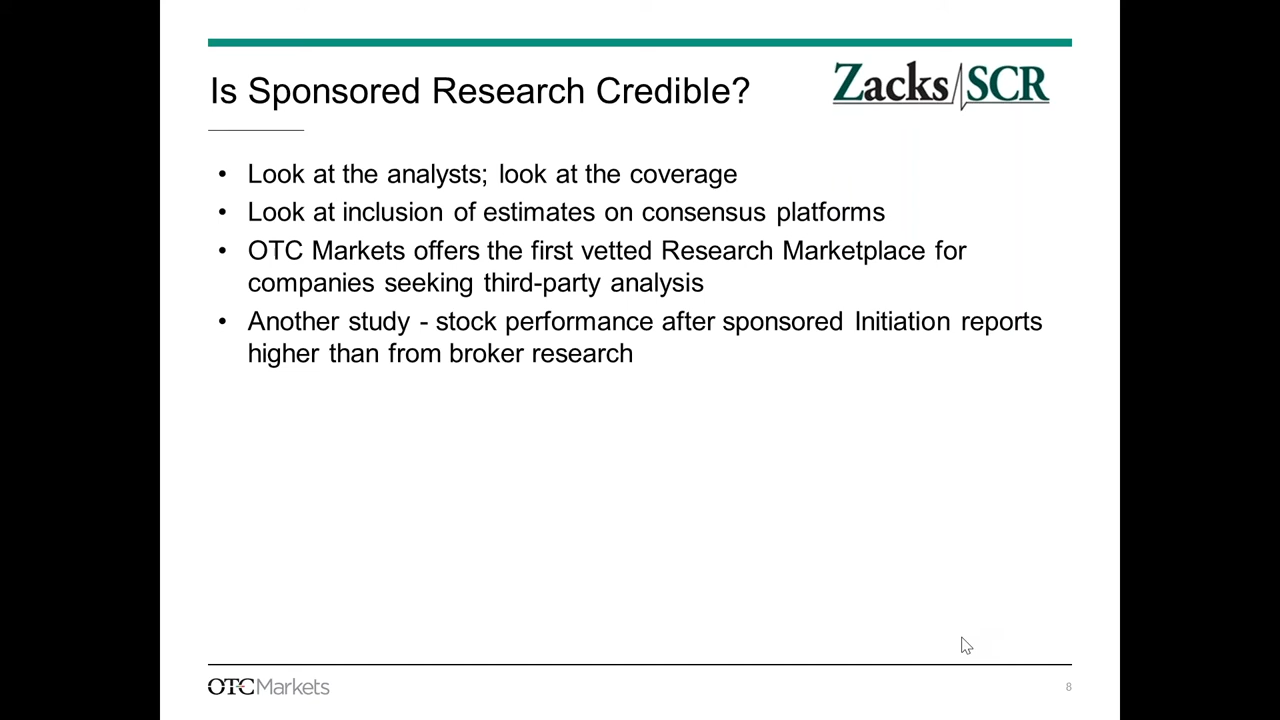 Is Sponsored Research Credible?
Zacks/SCR
• Look at the analysts; look at the coverage
• Look at inclusion of estimates on consensus platforms
• OTC Markets offers the first vetted Research Marketplace for
companies seeking third-party analysis
• Another study - stock performance after sponsored Initiation reports
higher than from broker research
OTCMarkets
8